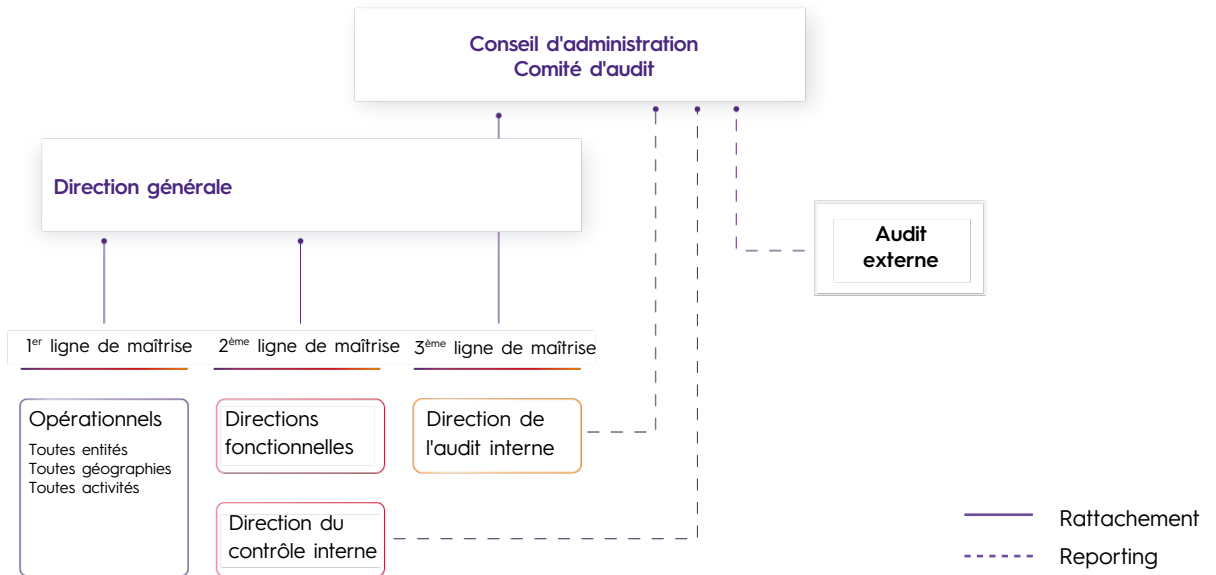 Conseil d'administration
Comité d'audit
Direction générale
Audit
externe
1er ligne de maîtrise
2ème ligne de maîtrise
3ème ligne de maîtrise
Opérationnels
Toutes entités
Toutes géographies
Toutes activités
Directions
fonctionnelles
Direction de
l'audit interne
Direction du
contrôle interne
Rattachement
Reporting